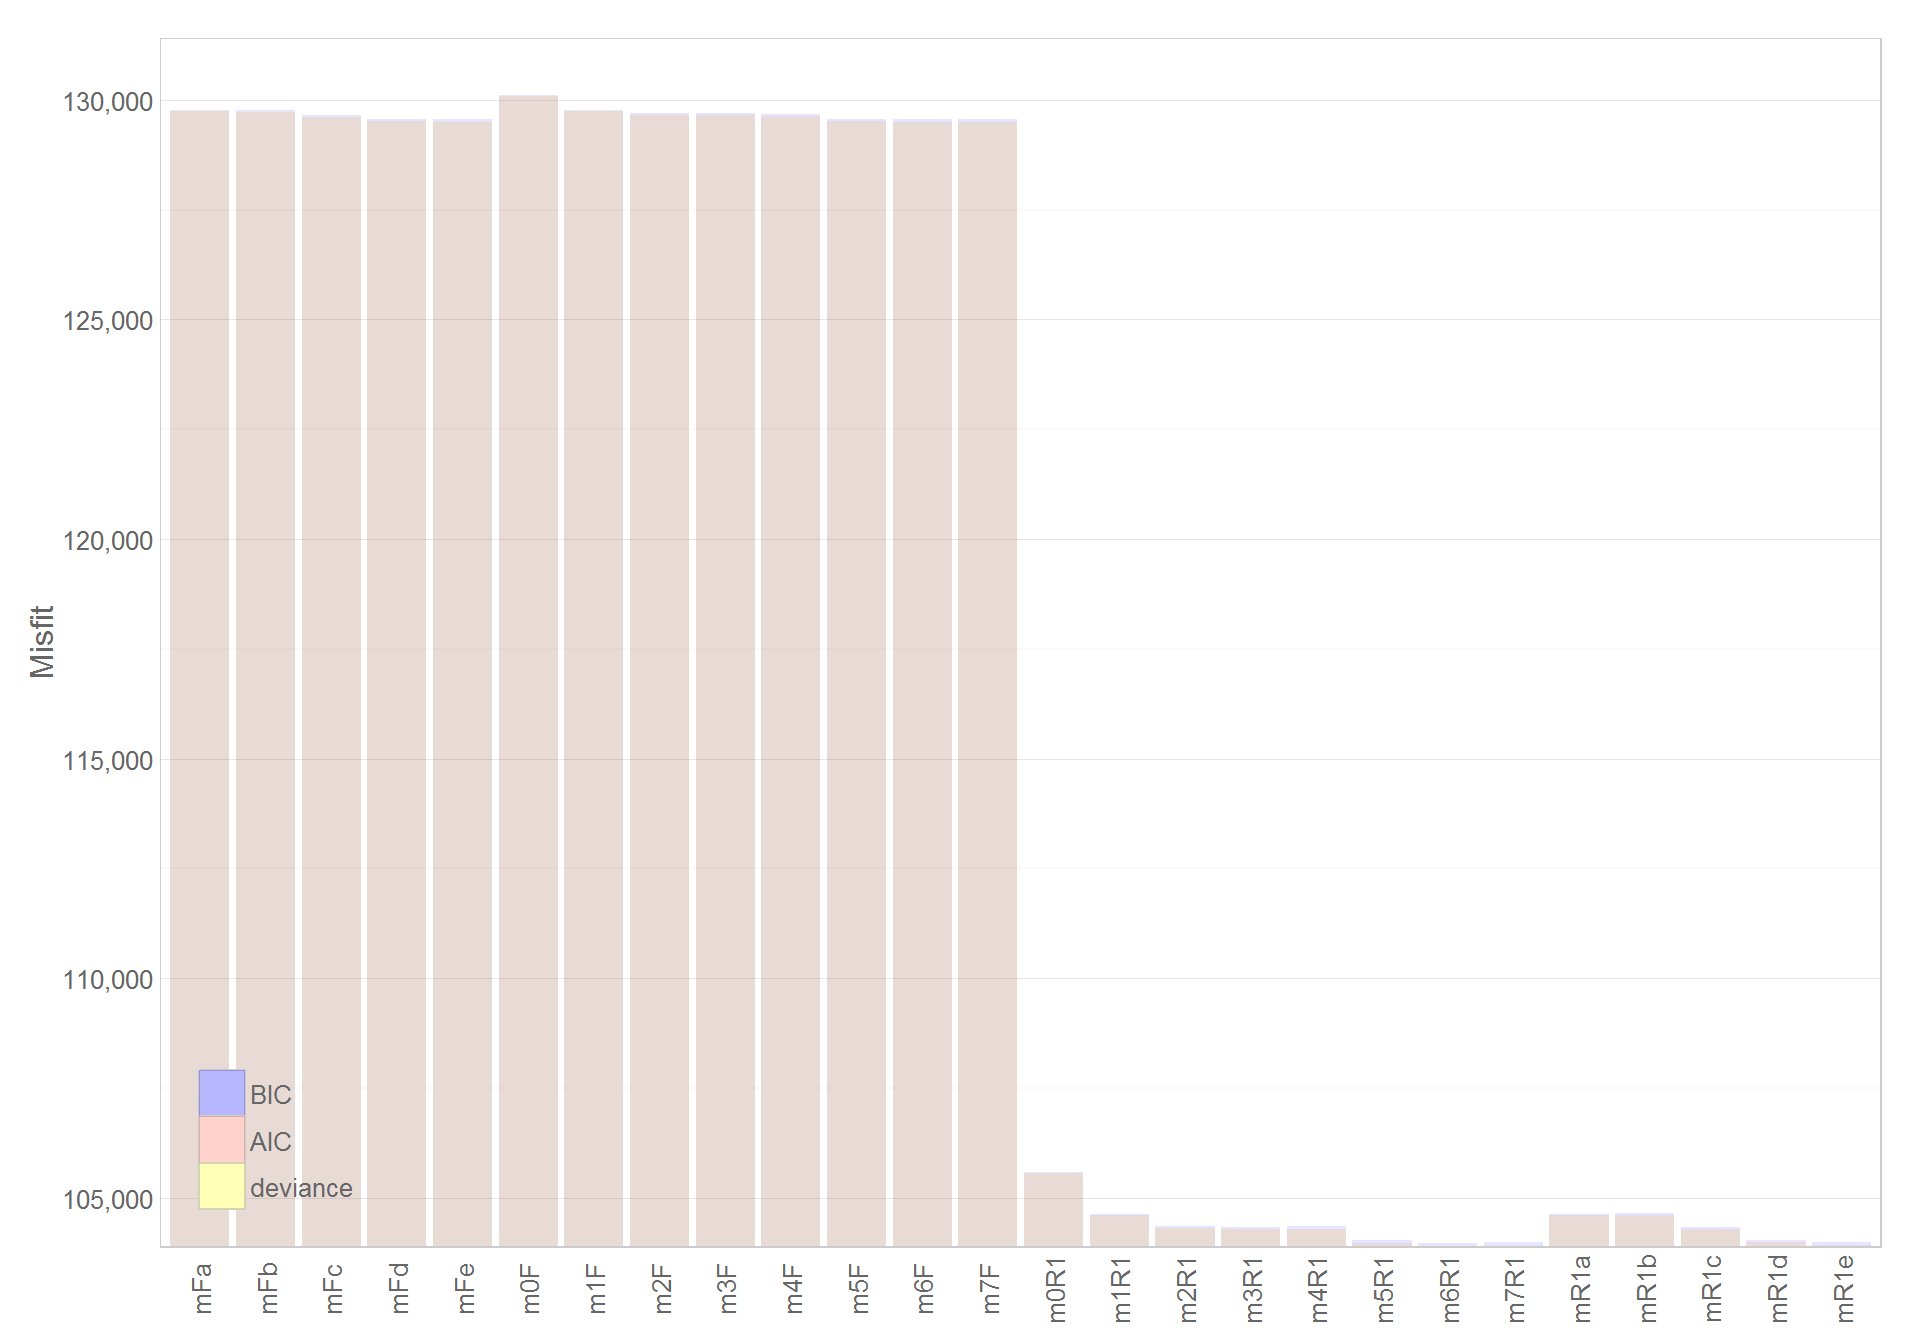 Misfit
130,000
125,000
120,000
115,000
110,000
105,000
BIC
AIC
deviance
mFa
mFb
mFc
mFd
mFe
m0F
m1F
m2F
m3F
m4F
m5F
m6F
m7F
m0R1
m1R1
m2R1
m3R1
m4R1
m5R1
m6R1
m7R1
mR1a
mR1b
mR1c
mR1d
mR1e